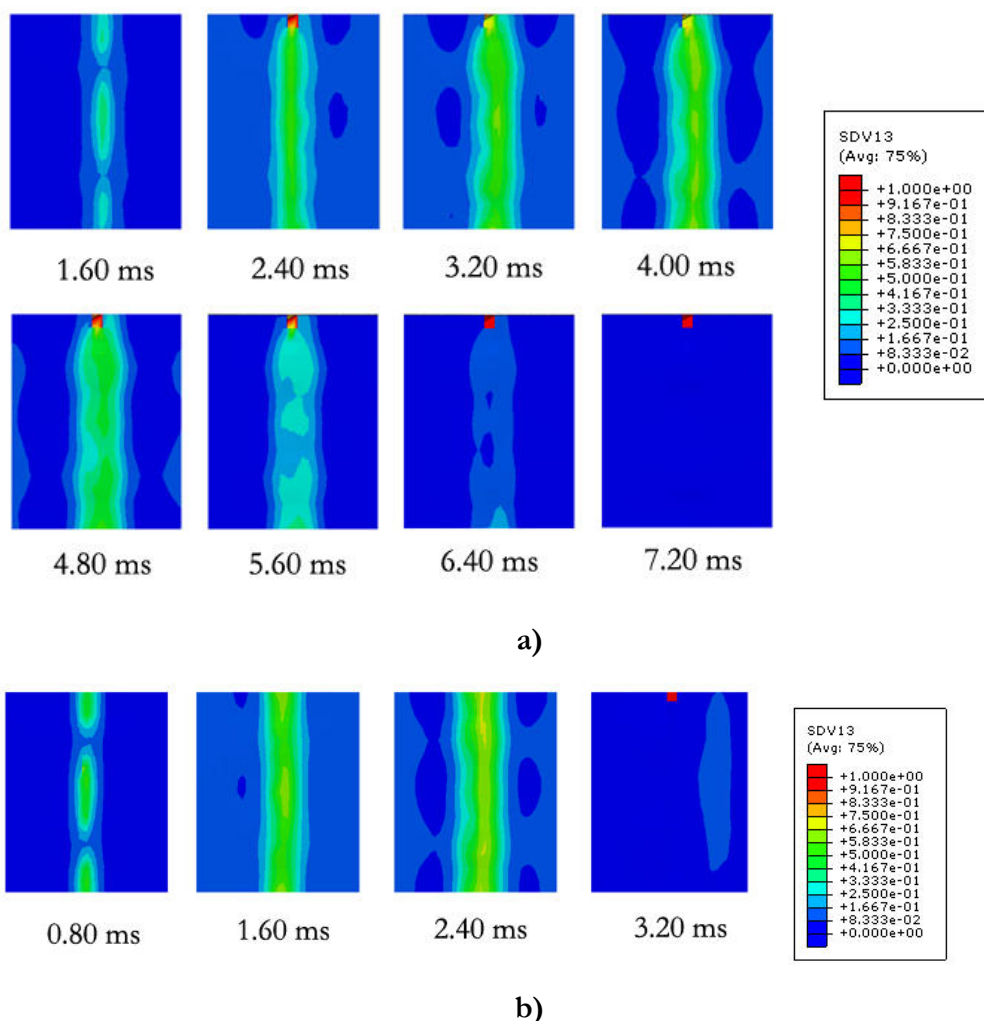 1.60 ms 2.40 ms 3.20 ms 4.00 ms
SDV13
(Avg: 75%)
+1.000e+00
+9.167e-01
+8.333e-01
+7.500e-01
+6.667e-01
+5.833e-01
+5.000e-01
+4.167e-01
+3.333e-01
+2.500e-01
+1.667e-01
+8.333e-02
+0.000e+00
4.80 ms 5.60 ms 6.40 ms 7.20 ms
a)
0.80 ms 1.60 ms 2.40 ms 3.20 ms
SDV13
(Avg: 75%)
+1.000e+00
+9.167e-01
+8.333e-01
+7.500e-01
+6.667e-01
+5.833e-01
+5.000e-01
+4.167e-01
+3.333e-01
+2.500e-01
+1.667e-01
+8.333e-02
+0.000e+00
b)